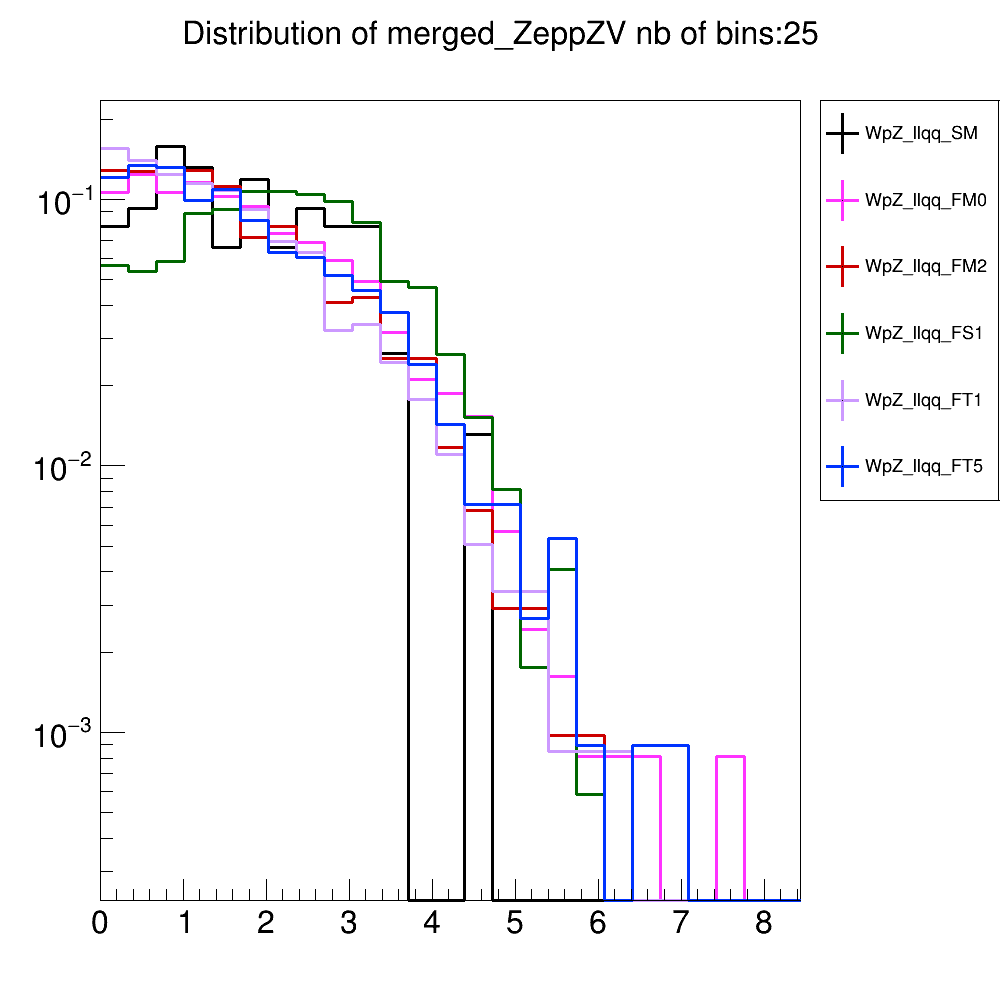 Distribution of merged_ZeppZV nb of bins:25
WpZ_llqq_SM
WpZ_llqq_FM0
WpZ_llqq_FM2
WpZ_llqq_FS1
WpZ_llqq_FT1
WpZ_llqq_FT5
10⁻¹
10⁻²
10⁻³
0 1 2 3 4 5 6 7 8